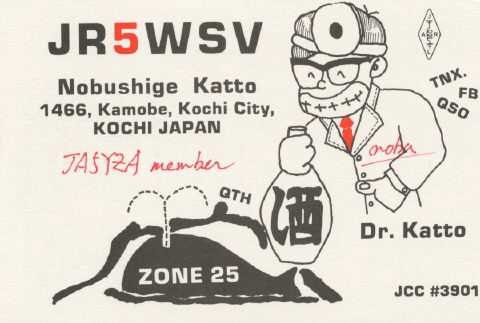 JR5WSV
Nobushige Katto
1466, Kamobe, Kochi City,
KOCHI JAPAN
JA5YZA member
TNX.
FB
QSO
noba
QTH
酒
Dr. Katto
ZONE 25
JCC #3901